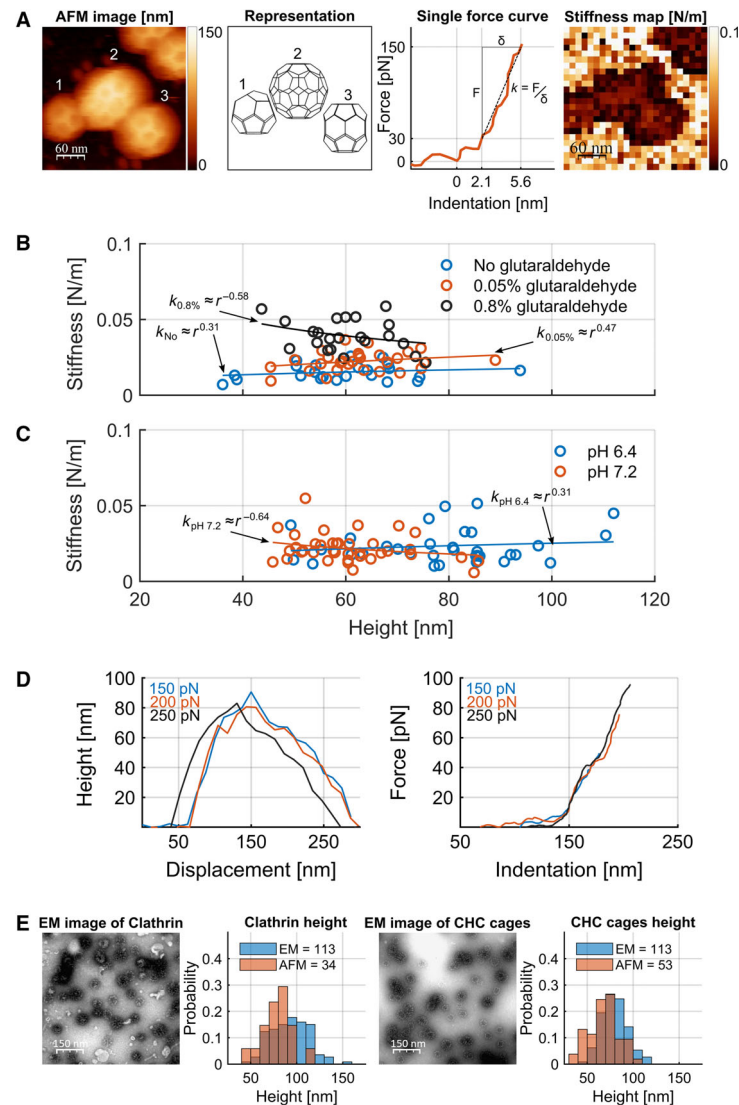 A
AFM image [nm]
Representation
Single force curve
Stiffness map [N/m]
150
0
1
2
3
60 nm
1
2
3
Force [pN]
150
30
0
δ
F
k = F/δ
0 2.1 5.6
Indentation [nm]
60 nm
0.1
0
B
Stiffness [N/m]
0.1
0.05
0
No glutaraldehyde
0.05% glutaraldehyde
0.8% glutaraldehyde
k0.8% ≈ r^−0.58
kNo ≈ r^0.31
k0.05% ≈ r^0.47
C
Stiffness [N/m]
0.1
0.05
0
pH 6.4
pH 7.2
kpH 7.2 ≈ r^−0.64
kpH 6.4 ≈ r^0.31
20 40 60 80 100 120
Height [nm]
D
Height [nm]
100
80
60
40
20
150 pN
200 pN
250 pN
50 150 250
Displacement [nm]
Force [pN]
100
80
60
40
20
150 pN
200 pN
250 pN
50 150 250
Indentation [nm]
E
EM image of Clathrin
150 nm
Clathrin height
Probability
0.4
0.3
0.2
0.1
0
EM = 113
AFM = 34
50 100 150
Height [nm]
EM image of CHC cages
150 nm
CHC cages height
Probability
0.4
0.3
0.2
0.1
0
EM = 113
AFM = 53
50 100 150
Height [nm]